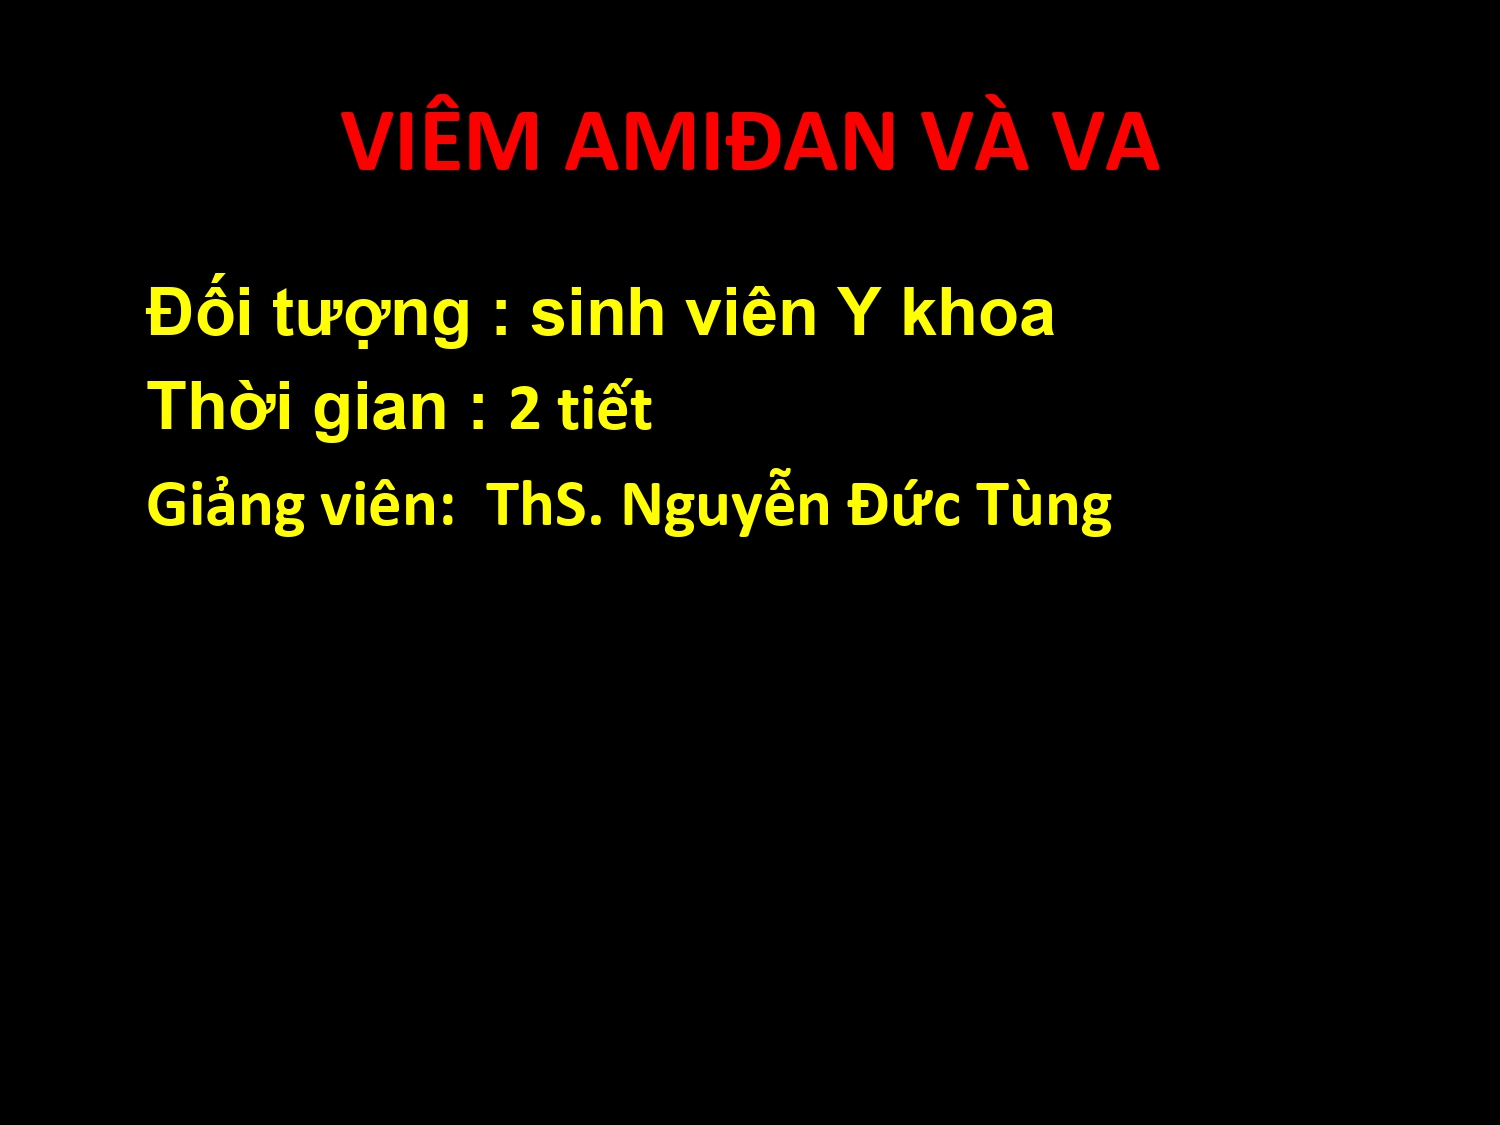 VIÊM AMIĐAN VÀ VA
Đối tượng : sinh viên Y khoa
Thời gian : 2 tiết
Giảng viên: ThS. Nguyễn Đức Tùng